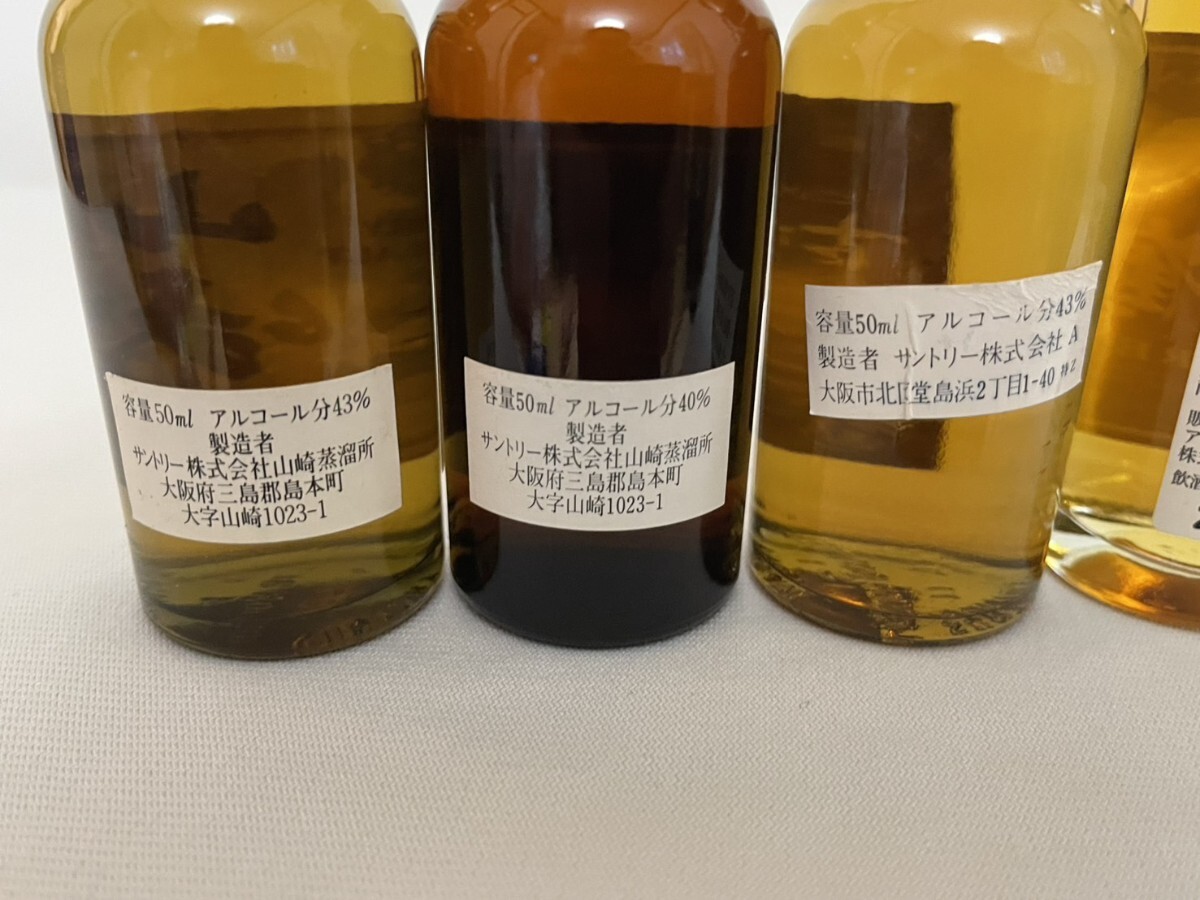 容量50ml アルコール分43%
製造者
サントリー株式会社山崎蒸溜所
大阪府三島郡島本町
大字山崎1023-1
容量50ml アルコール分40%
製造者
サントリー株式会社山崎蒸溜所
大阪府三島郡島本町
大字山崎1023-1
容量50ml アルコール分43%
製造者 サントリー株式会社 A
大阪市北区堂島浜2丁目1-40 特2
ア
株式
飲酒